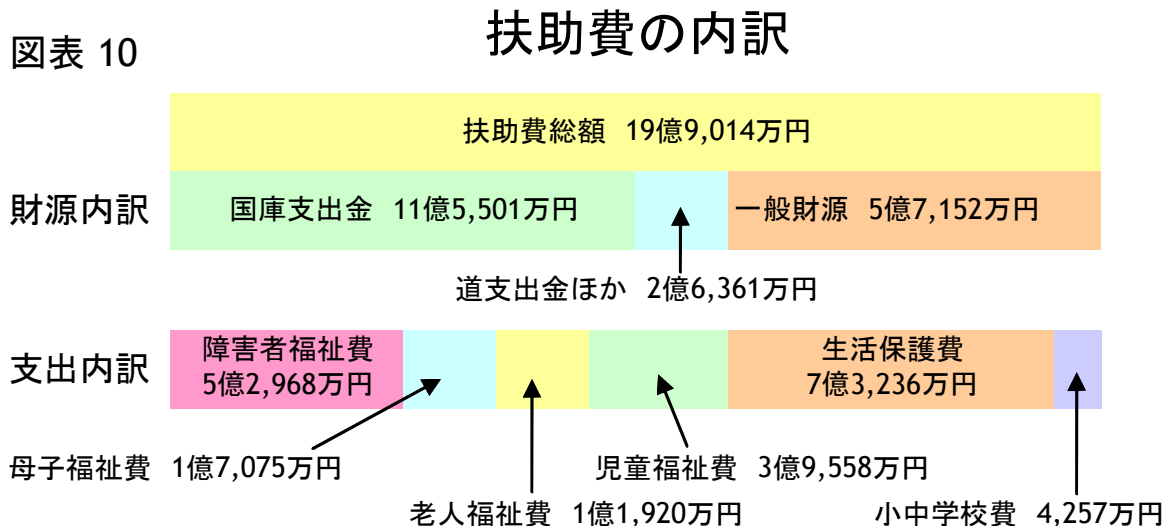 図表 10
扶助費の内訳
扶助費総額 19億9,014万円
財源内訳
国庫支出金 11億5,501万円
一般財源 5億7,152万円
道支出金ほか 2億6,361万円
支出内訳
障害者福祉費
5億2,968万円
生活保護費
7億3,236万円
母子福祉費 1億7,075万円
児童福祉費 3億9,558万円
老人福祉費 1億1,920万円
小中学校費 4,257万円